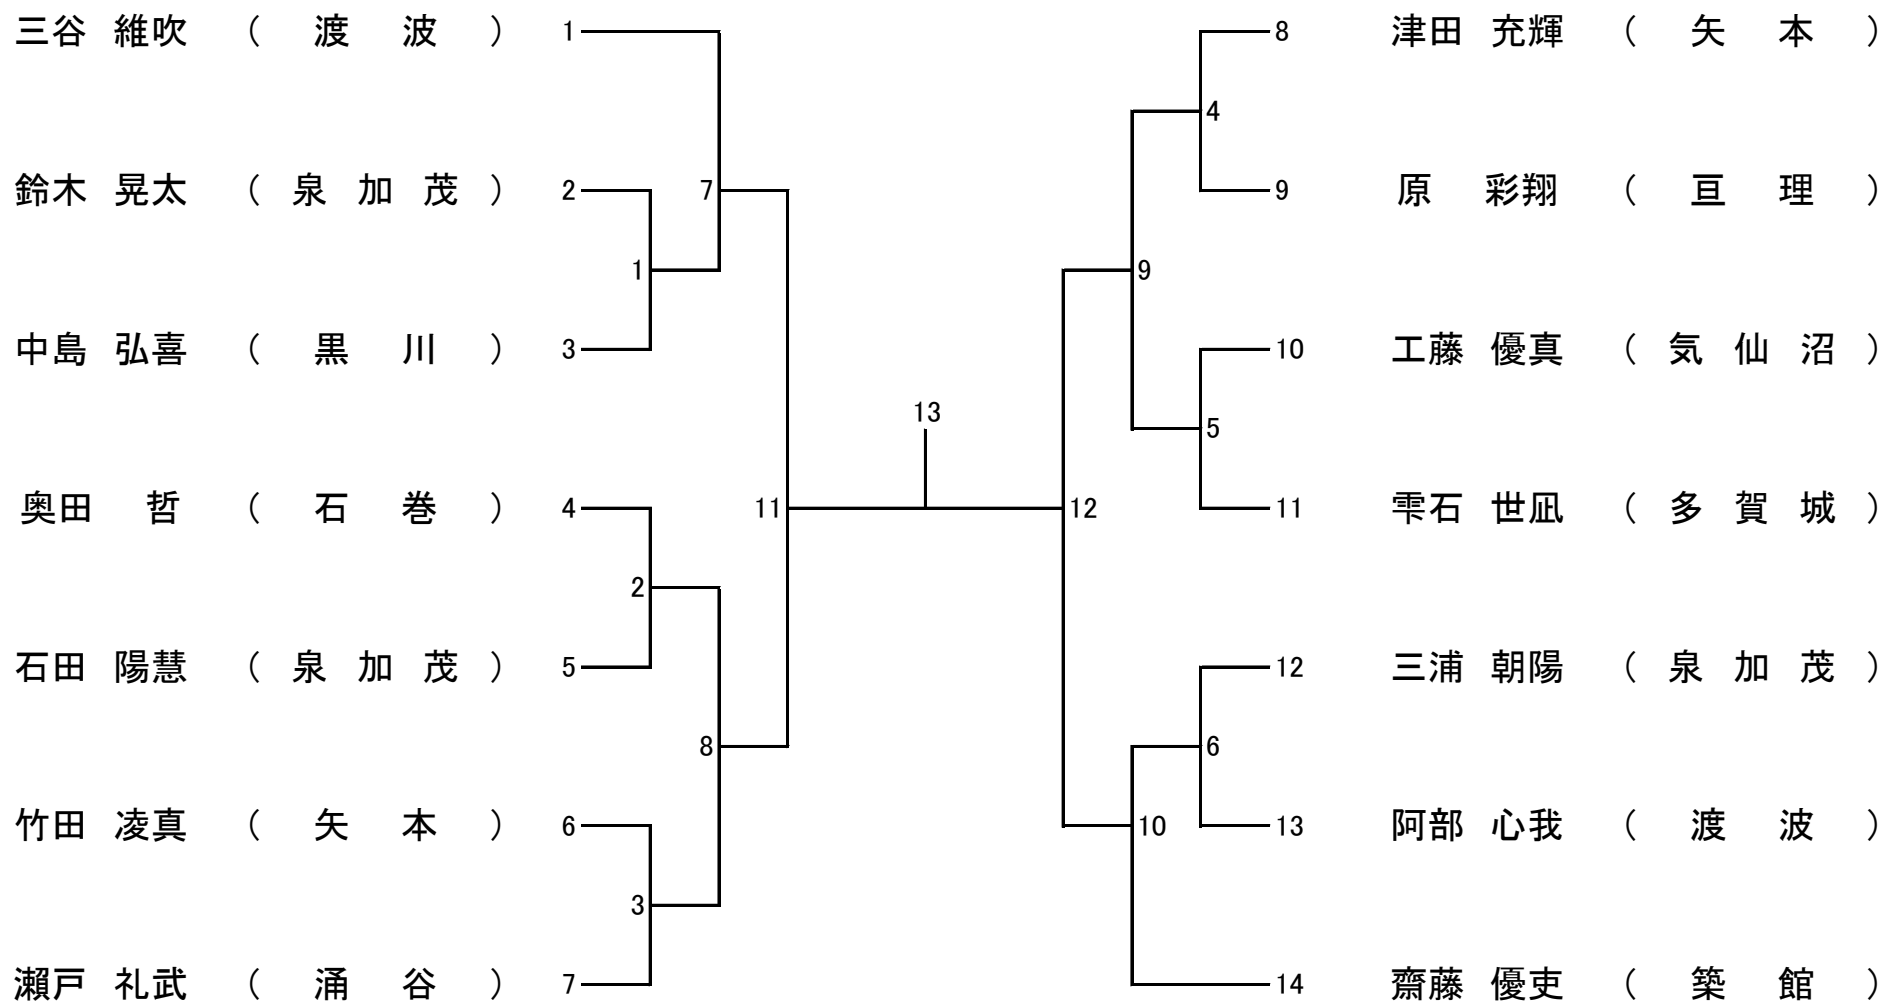 三谷 維吹 （ 渡 波 ） 1
鈴木 晃太 （ 泉 加 茂 ） 2
中島 弘喜 （ 黒 川 ） 3
奥田 哲 （ 石 巻 ） 4
石田 陽慧 （ 泉 加 茂 ） 5
竹田 凌真 （ 矢 本 ） 6
瀬戸 礼武 （ 涌 谷 ） 7
1
2
3
7
8
11
13
12
9
10
4
5
6
8 津田 充輝 （ 矢 本 ）
9 原 彩翔 （ 亘 理 ）
10 工藤 優真 （ 気 仙 沼 ）
11 雫石 世凪 （ 多 賀 城 ）
12 三浦 朝陽 （ 泉 加 茂 ）
13 阿部 心我 （ 渡 波 ）
14 齋藤 優吏 （ 築 館 ）